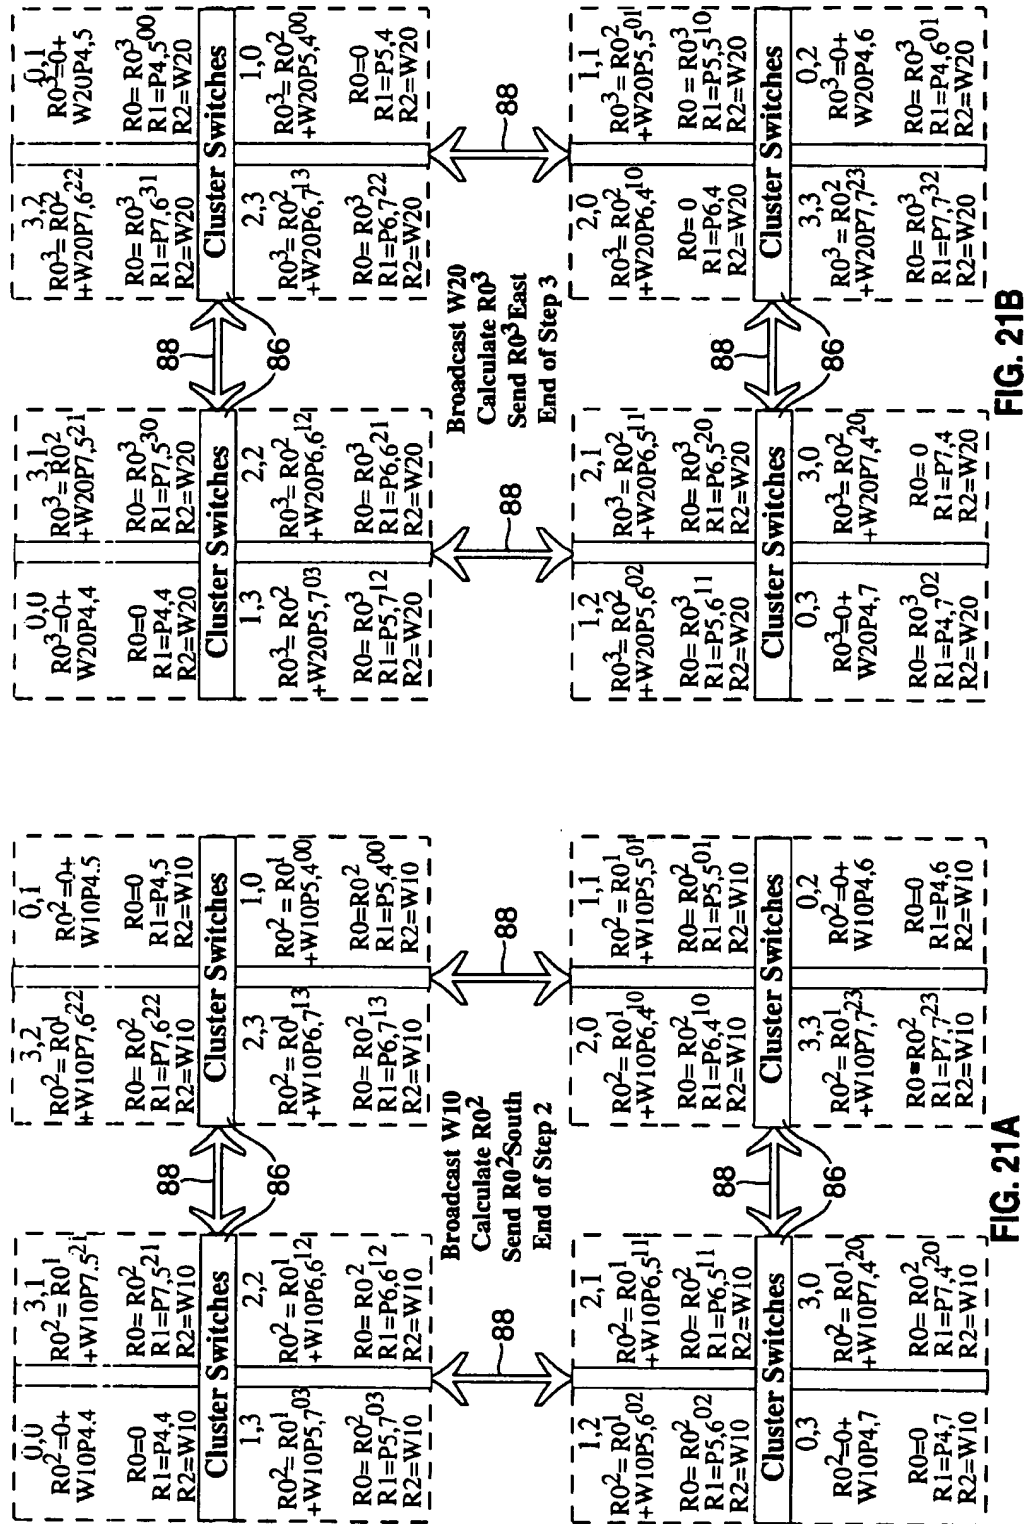 0,0
R0²=0+
W10P4.4
R0=0
R1=P4,4
R2=W10
3,1
R0²= R0¹
+W10P7.5²¹
R0= R0²
R1=P7,5²¹
R2=W10
Cluster Switches
1,3
R0²= R0¹
+W10P5,7⁰³
R0= R0²
R1=P5,7⁰³
R2=W10
2,2
R0²= R0¹
+W10P6,6¹²
R0= R0²
R1=P6,6¹²
R2=W10
88
86
3,2
R0²= R0¹
+W10P7,6²²
R0= R0²
R1=P7,6²²
R2=W10
0,1
R0²=0+
W10P4.5
R0=0
R1=P4,5
R2=W10
Cluster Switches
2,3
R0²= R0¹
+W10P6,7¹³
R0= R0²
R1=P6,7¹³
R2=W10
1,0
R0²= R0¹
+W10P5,4⁰⁰
R0=R0²
R1=P5,4⁰⁰
R2=W10
88
Broadcast W10
Calculate R0²
Send R0²South
End of Step 2
88
1,2
R0²= R0¹
+W10P5,6⁰²
R0= R0²
R1=P5,6⁰²
R2=W10
2,1
R0²= R0¹
+W10P6,5¹¹
R0= R0²
R1=P6,5¹¹
R2=W10
Cluster Switches
0,3
R0²=0+
W10P4,7
R0=0
R1=P4,7
R2=W10
3,0
R0²= R0¹
+W10P7,4²⁰
R0= R0²
R1=P7,4²⁰
R2=W10
88
86
2,0
R0²= R0¹
+W10P6,4¹⁰
R0= R0²
R1=P6,4¹⁰
R2=W10
1,1
R0²= R0¹
+W10P5,5⁰¹
R0= R0²
R1=P5,5⁰¹
R2=W10
Cluster Switches
3,3
R0²= R0¹
+W10P7,7²³
R0=R0²
R1=P7,7²³
R2=W10
0,2
R0²=0+
W10P4,6
R0=0
R1=P4,6
R2=W10
FIG. 21A
0,0
R0³=0+
W20P4,4
R0=0
R1=P4,4
R2=W20
3,1
R0³= R0²
+W20P7,5²¹
R0= R0³
R1=P7,5³⁰
R2=W20
Cluster Switches
1,3
R0³= R0²
+W20P5,7⁰³
R0= R0³
R1=P5,7¹²
R2=W20
2,2
R0³= R0²
+W20P6,6¹²
R0= R0³
R1=P6,6²¹
R2=W20
88
86
3,2
R0³= R0²
+W20P7,6²²
R0= R0³
R1=P7,6³¹
R2=W20
0,1
R0³=0+
W20P4,5
R0= R0³
R1=P4,5⁰⁰
R2=W20
Cluster Switches
2,3
R0³= R0²
+W20P6,7¹³
R0= R0³
R1=P6,7²²
R2=W20
1,0
R0³= R0²
+W20P5,4⁰⁰
R0=0
R1=P5,4
R2=W20
88
Broadcast W20
Calculate R0³
Send R0³East
End of Step 3
88
1,2
R0³= R0²
+W20P5,6⁰²
R0= R0³
R1=P5,6¹¹
R2=W20
2,1
R0³= R0²
+W20P6,5¹¹
R0= R0³
R1=P6,5²⁰
R2=W20
Cluster Switches
0,3
R0³=0+
W20P4,7
R0= R0³
R1=P4,7⁰²
R2=W20
3,0
R0³= R0²
+W20P7,4²⁰
R0= 0
R1=P7,4
R2=W20
88
86
2,0
R0³= R0²
+W20P6,4¹⁰
R0= 0
R1=P6,4
R2=W20
1,1
R0³= R0²
+W20P5,5⁰¹
R0= R0³
R1=P5,5¹⁰
R2=W20
Cluster Switches
3,3
R0³= R0²
+W20P7,7²³
R0= R0³
R1=P7,7³²
R2=W20
0,2
R0³=0+
W20P4,6
R0= R0³
R1=P4,6⁰¹
R2=W20
FIG. 21B